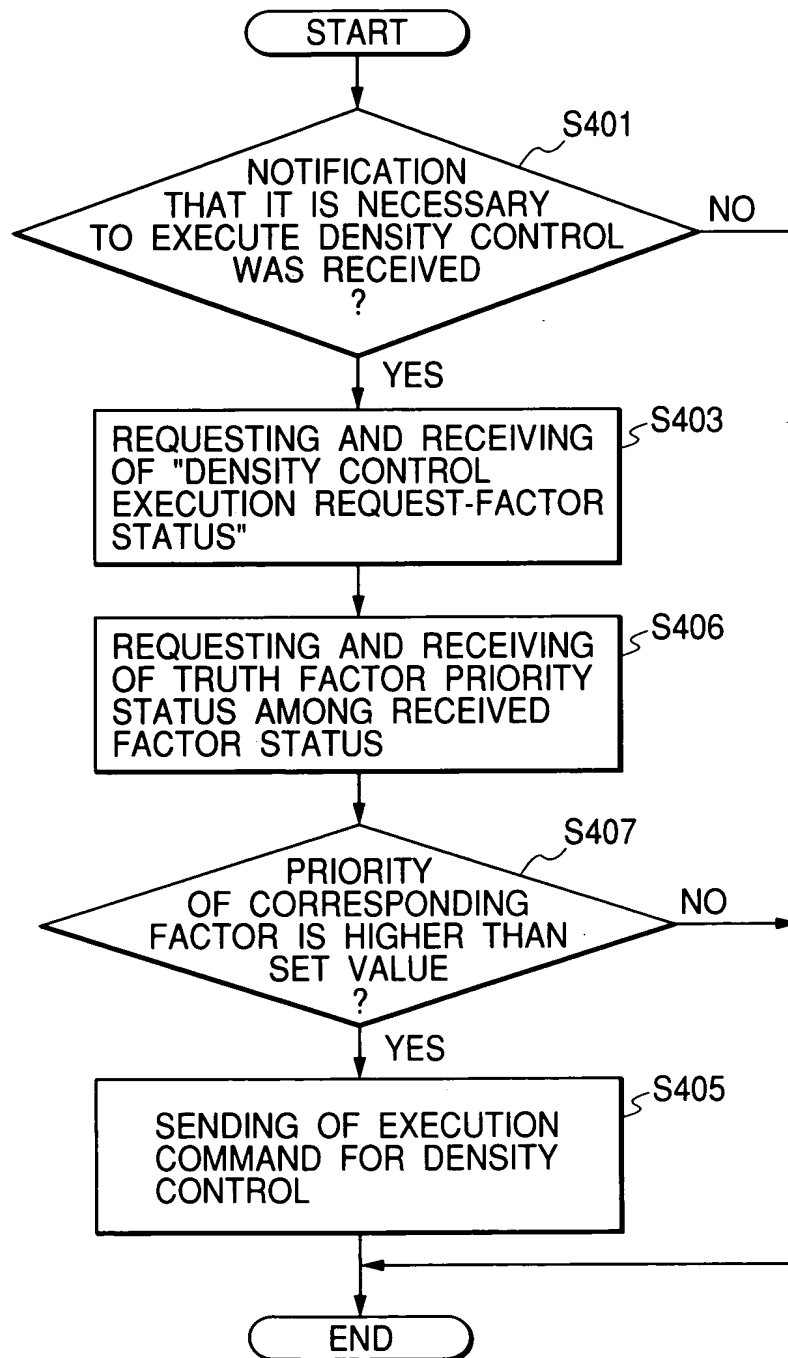 START
S401
NOTIFICATION
THAT IT IS NECESSARY
TO EXECUTE DENSITY CONTROL
WAS RECEIVED
?
NO
YES
S403
REQUESTING AND RECEIVING
OF "DENSITY CONTROL
EXECUTION REQUEST-FACTOR
STATUS"
S406
REQUESTING AND RECEIVING
OF TRUTH FACTOR PRIORITY
STATUS AMONG RECEIVED
FACTOR STATUS
S407
PRIORITY
OF CORRESPONDING
FACTOR IS HIGHER THAN
SET VALUE
?
NO
YES
S405
SENDING OF EXECUTION
COMMAND FOR DENSITY
CONTROL
END